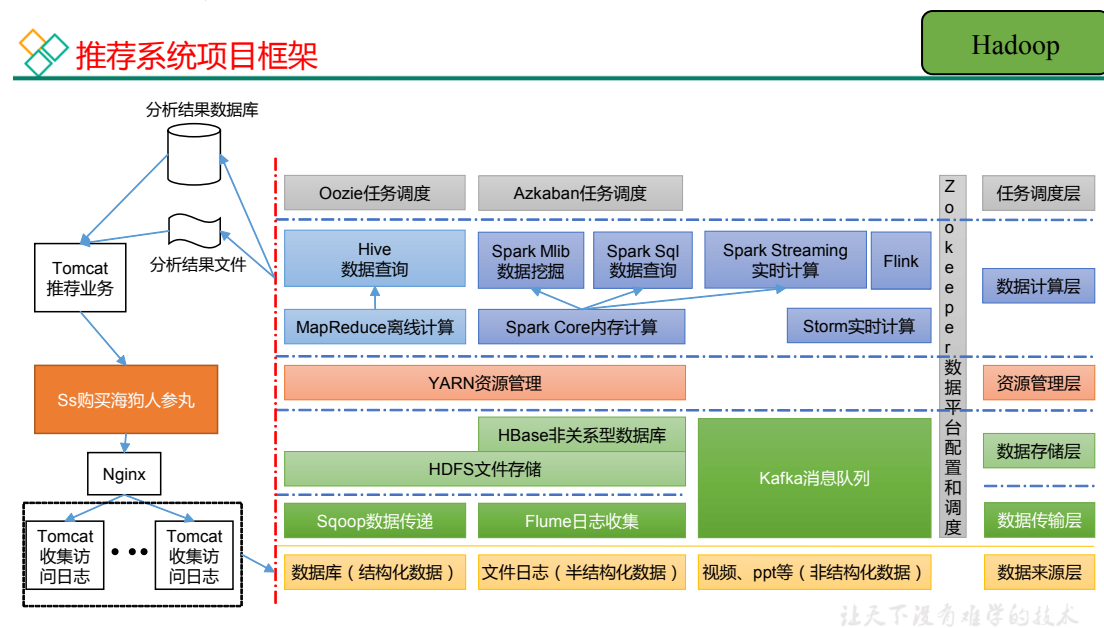 推荐系统项目框架
Hadoop
分析结果数据库
分析结果文件
Tomcat
推荐业务
Ss购买海狗人参丸
Nginx
Tomcat
收集访
问日志
Tomcat
收集访
问日志
Oozie任务调度
Azkaban任务调度
任务调度层
Hive
数据查询
Spark Mlib
数据挖掘
Spark Sql
数据查询
Spark Streaming
实时计算
Flink
数据计算层
MapReduce离线计算
Spark Core内存计算
Storm实时计算
YARN资源管理
资源管理层
HBase非关系型数据库
HDFS文件存储
Kafka消息队列
数据存储层
Sqoop数据传递
Flume日志收集
数据传输层
Zookeeper数据平台配置和调度
数据库（结构化数据）
文件日志（半结构化数据）
视频、ppt等（非结构化数据）
数据来源层
让天下没有难学的技术